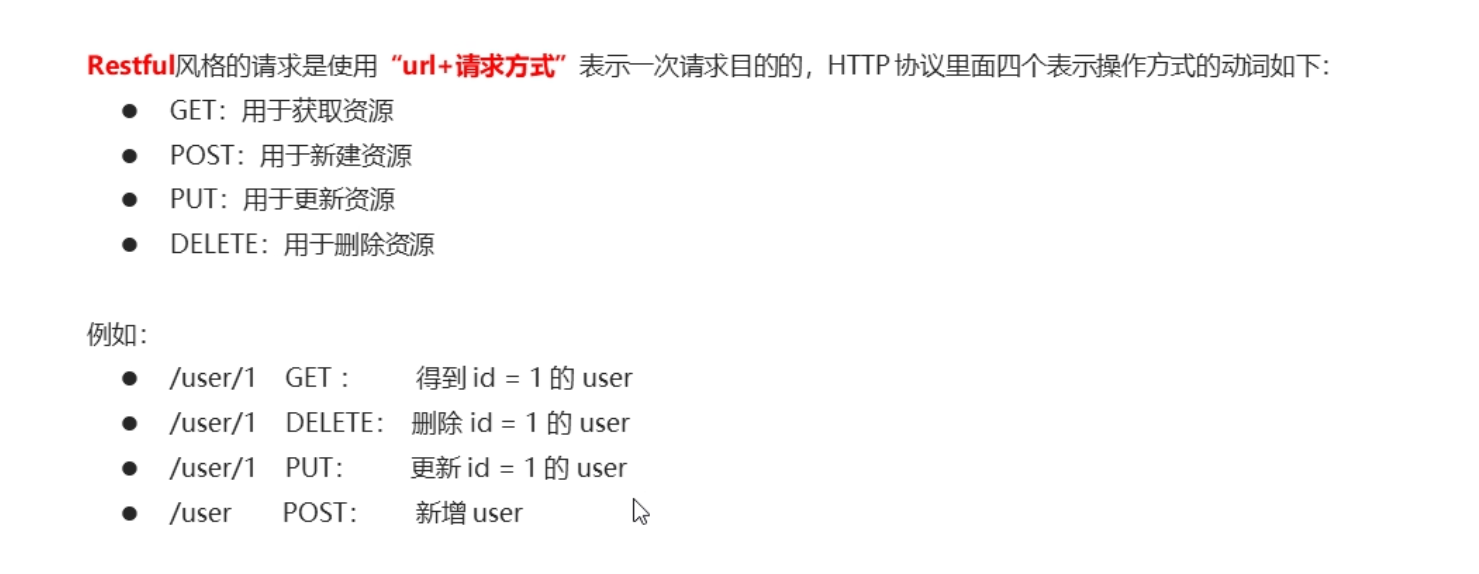 Restful风格的请求是使用“url+请求方式”表示一次请求目的的，HTTP 协议里面四个表示操作方式的动词如下：
● GET：用于获取资源
● POST：用于新建资源
● PUT：用于更新资源
● DELETE：用于删除资源
例如：
● /user/1 GET ： 得到 id = 1 的 user
● /user/1 DELETE： 删除 id = 1 的 user
● /user/1 PUT： 更新 id = 1 的 user
● /user POST： 新增 user